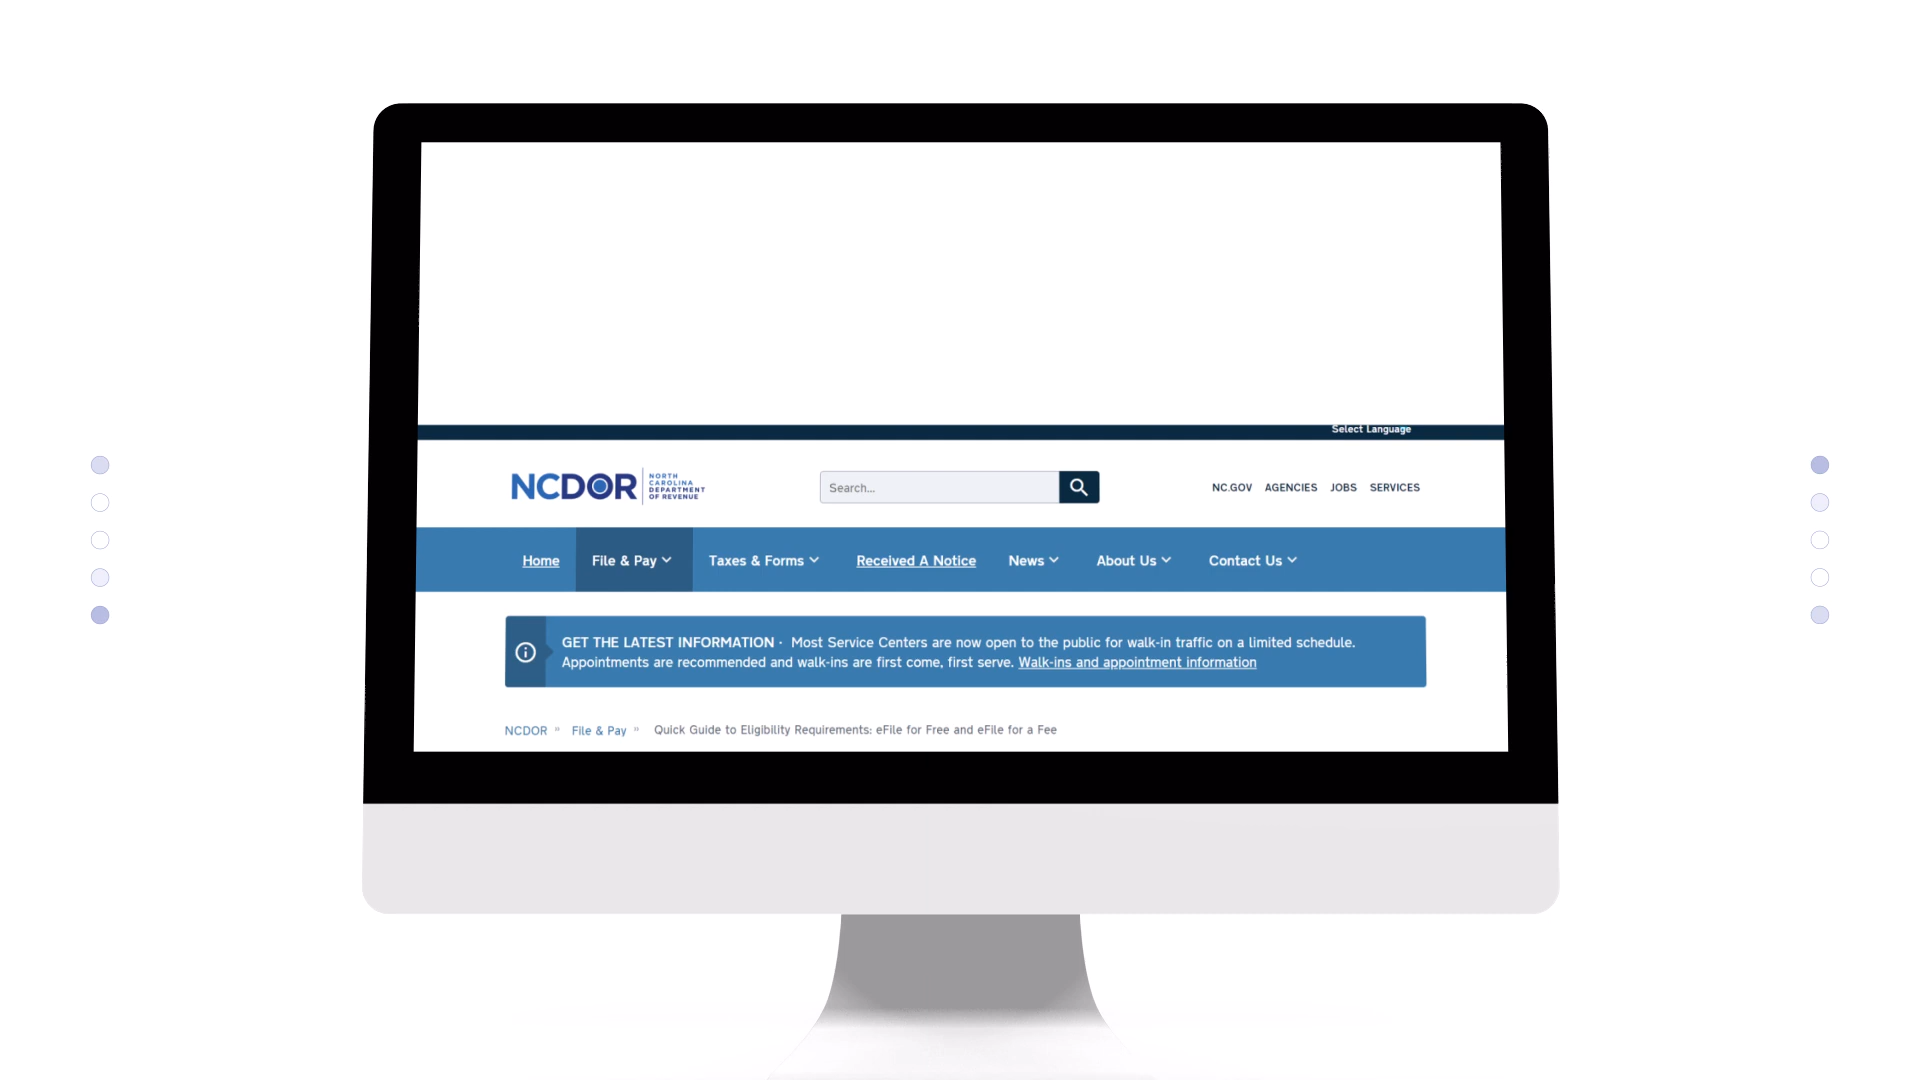 Select Language
NCDOR
NORTH
CAROLINA
DEPARTMENT
OF REVENUE
Search...
NC.GOV AGENCIES JOBS SERVICES
Home File & Pay Taxes & Forms Received A Notice News About Us Contact Us
GET THE LATEST INFORMATION · Most Service Centers are now open to the public for walk-in traffic on a limited schedule.
Appointments are recommended and walk-ins are first come, first serve. Walk-ins and appointment information
NCDOR » File & Pay » Quick Guide to Eligibility Requirements: eFile for Free and eFile for a Fee